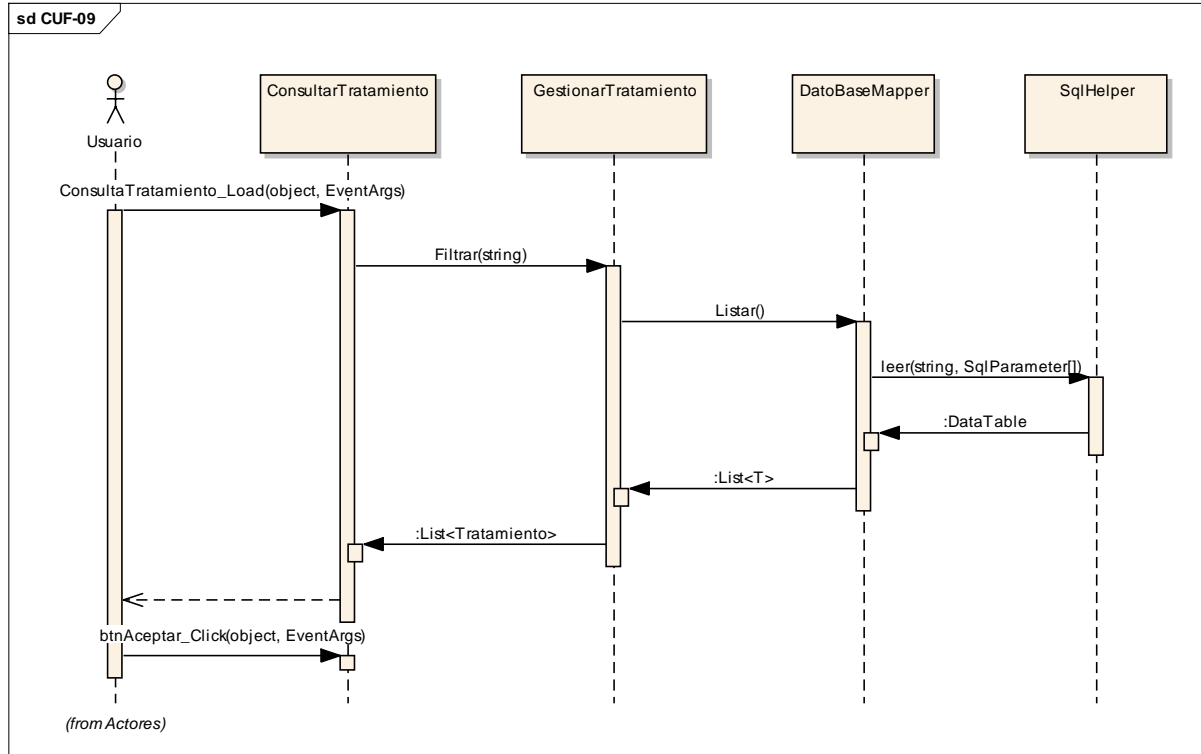 sd CUF-09
Usuario
ConsultarTratamiento
GestionarTratamiento
DatoBaseMapper
SqlHelper
ConsultaTratamiento_Load(object, EventArgs)
Filtrar(string)
Listar()
leer(string, SqlParameter[])
:DataTable
:List<T>
:List<Tratamiento>
btnAceptar_Click(object, EventArgs)
(from Actores)